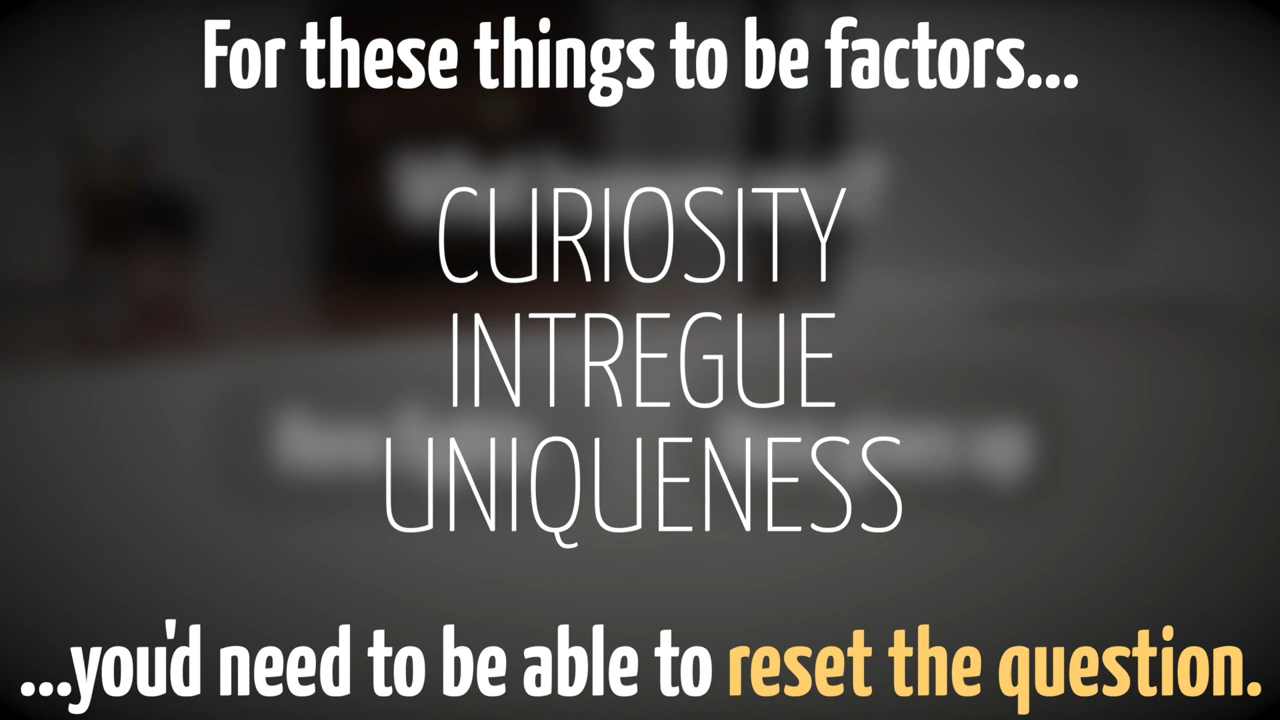 For these things to be factors...
CURIOSITY
INTREGUE
UNIQUENESS
...you'd need to be able to reset the question.